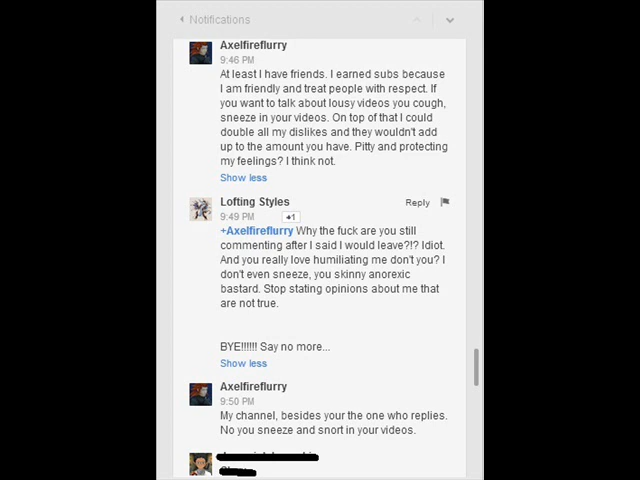 Notifications
Axelfireflurry
9:46 PM
At least I have friends. I earned subs because
I am friendly and treat people with respect. If
you want to talk about lousy videos you cough,
sneeze in your videos. On top of that I could
double all my dislikes and they wouldn't add
up to the amount you have. Pitty and protecting
my feelings? I think not.
Show less
Lofting Styles
Reply
9:49 PM
+1
+Axelfireflurry Why the fuck are you still
commenting after I said I would leave?!? Idiot.
And you really love humiliating me don't you? I
don't even sneeze, you skinny anorexic
bastard. Stop stating opinions about me that
are not true.
BYE!!!!!! Say no more...
Show less
Axelfireflurry
9:50 PM
My channel, besides your the one who replies.
No you sneeze and snort in your videos.